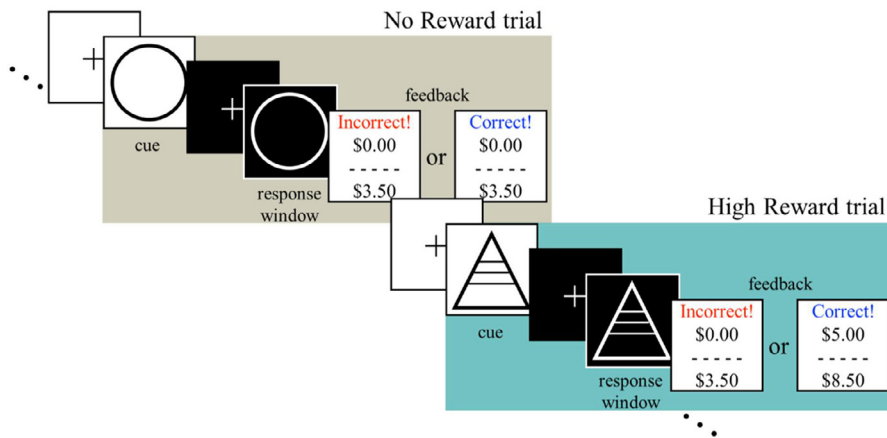 No Reward trial
cue
response
window
feedback
Incorrect!
$0.00
- - - - -
$3.50
or
Correct!
$0.00
- - - - -
$3.50
High Reward trial
cue
response
window
feedback
Incorrect!
$0.00
- - - - -
$3.50
or
Correct!
$5.00
- - - - -
$8.50